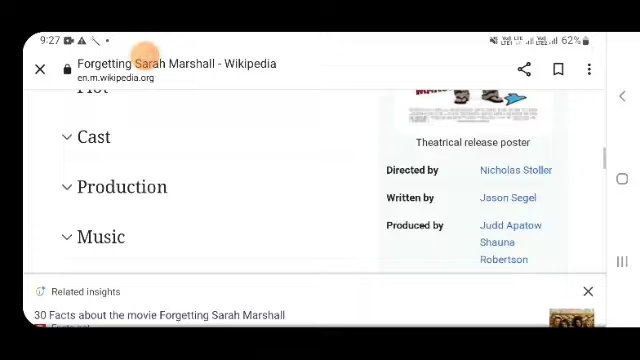 9:27
62%
Forgetting Sarah Marshall - Wikipedia
en.m.wikipedia.org
Cast
Production
Music
Theatrical release poster
Directed by Nicholas Stoller
Written by Jason Segel
Produced by Judd Apatow
Shauna
Robertson
Related insights
30 Facts about the movie Forgetting Sarah Marshall